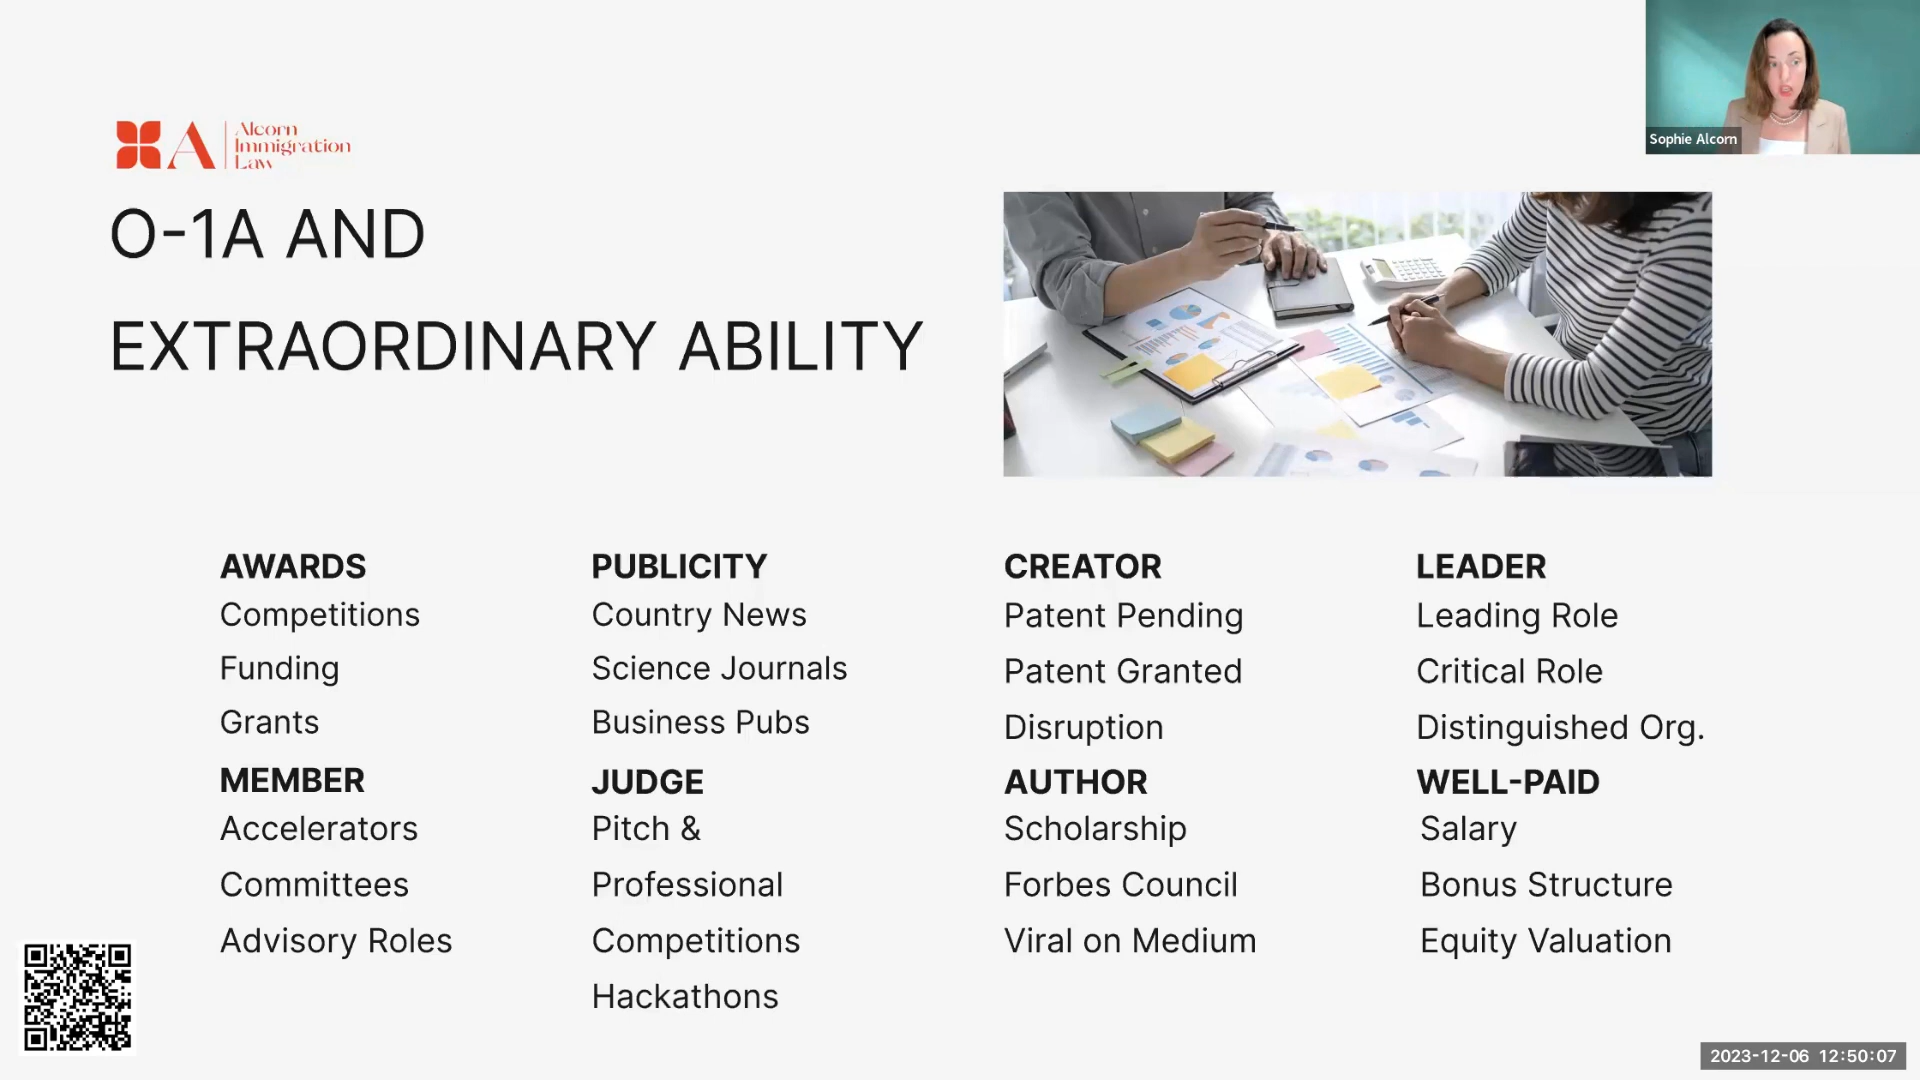 Sophie Alcorn
A
Alcorn
Immigration
Law
O-1A AND
EXTRAORDINARY ABILITY
AWARDS
Competitions
Funding
Grants
PUBLICITY
Country News
Science Journals
Business Pubs
CREATOR
Patent Pending
Patent Granted
Disruption
LEADER
Leading Role
Critical Role
Distinguished Org.
MEMBER
Accelerators
Committees
Advisory Roles
JUDGE
Pitch &
Professional
Competitions
Hackathons
AUTHOR
Scholarship
Forbes Council
Viral on Medium
WELL-PAID
Salary
Bonus Structure
Equity Valuation
2023-12-06 12:50:07